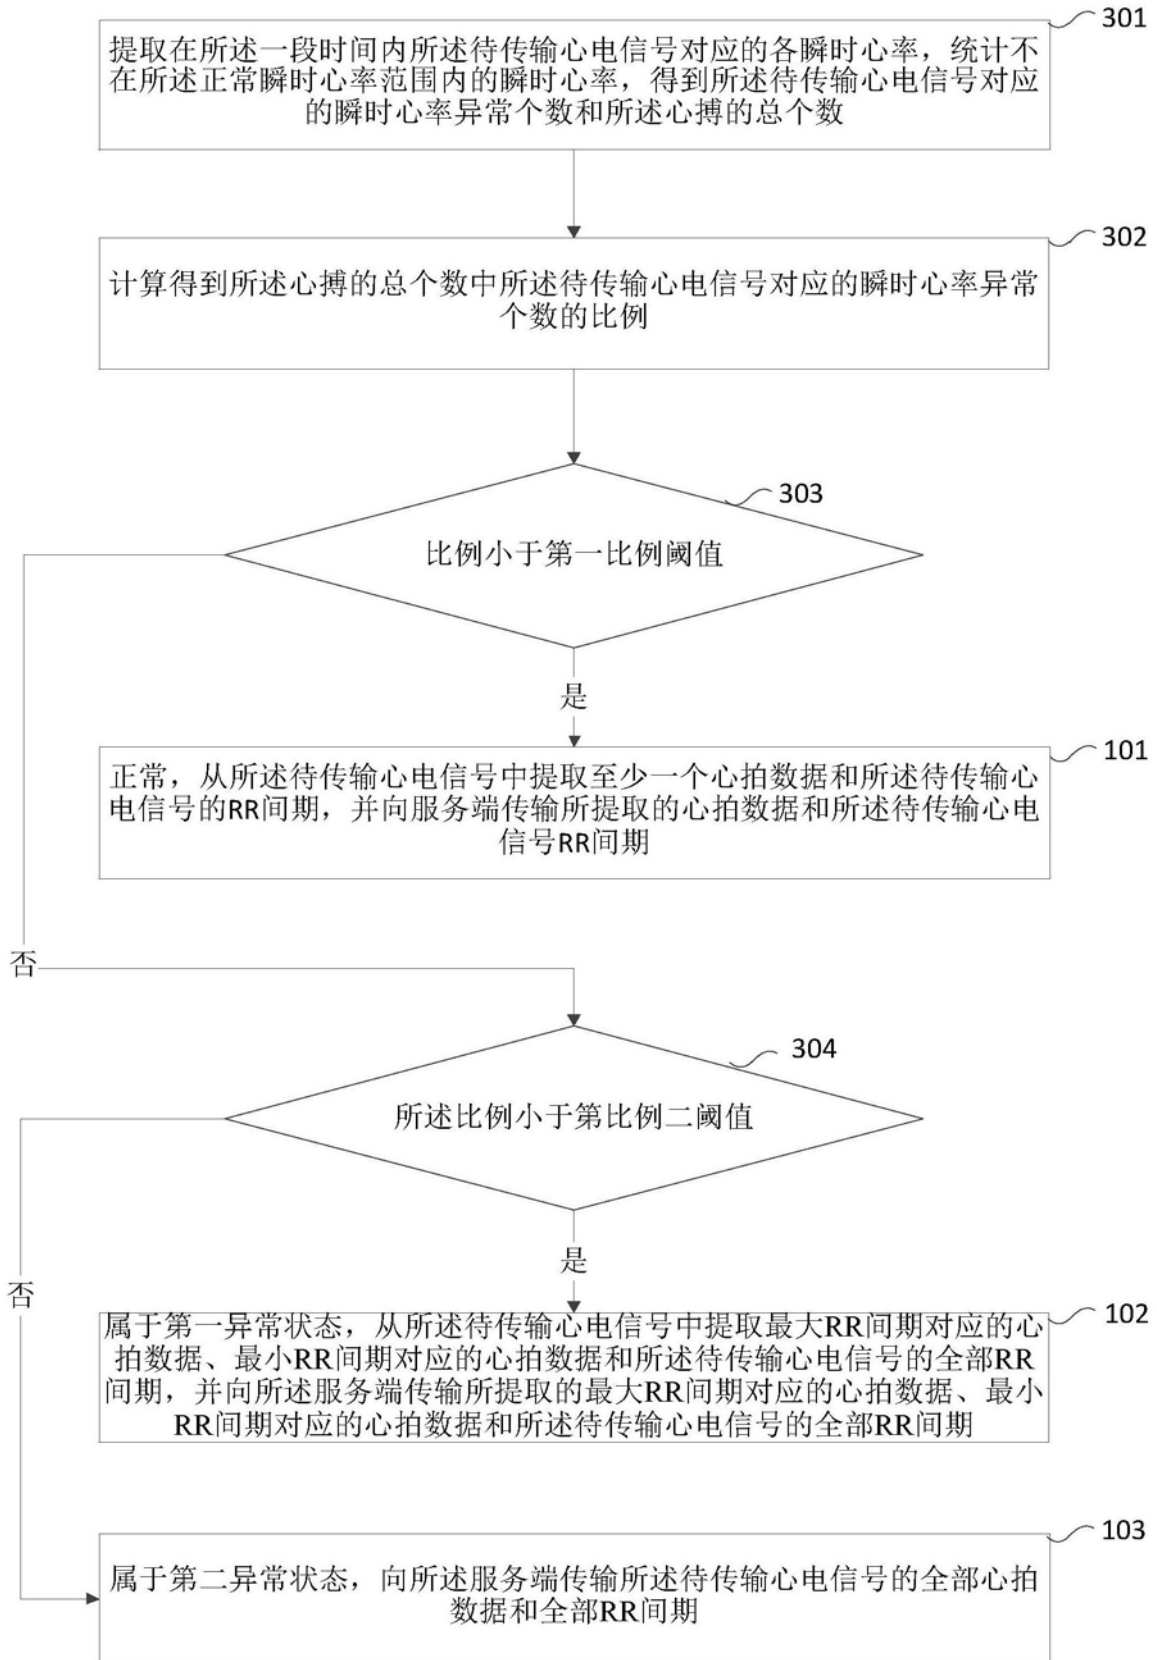 301
提取在所述一段时间内所述待传输心电信号对应的各瞬时心率，统计不
在所述正常瞬时心率范围内的瞬时心率，得到所述待传输心电信号对应
的瞬时心率异常个数和所述心搏的总个数
302
计算得到所述心搏的总个数中所述待传输心电信号对应的瞬时心率异常
个数的比例
303
比例小于第一比例阈值
是
101
正常，从所述待传输心电信号中提取至少一个心拍数据和所述待传输心
电信号的RR间期，并向服务端传输所提取的心拍数据和所述待传输心电
信号RR间期
否
304
所述比例小于第比例二阈值
是
否
102
属于第一异常状态，从所述待传输心电信号中提取最大RR间期对应的心
拍数据、最小RR间期对应的心拍数据和所述待传输心电信号的全部RR
间期，并向所述服务端传输所提取的最大RR间期对应的心拍数据、最小
RR间期对应的心拍数据和所述待传输心电信号的全部RR间期
103
属于第二异常状态，向所述服务端传输所述待传输心电信号的全部心拍
数据和全部RR间期